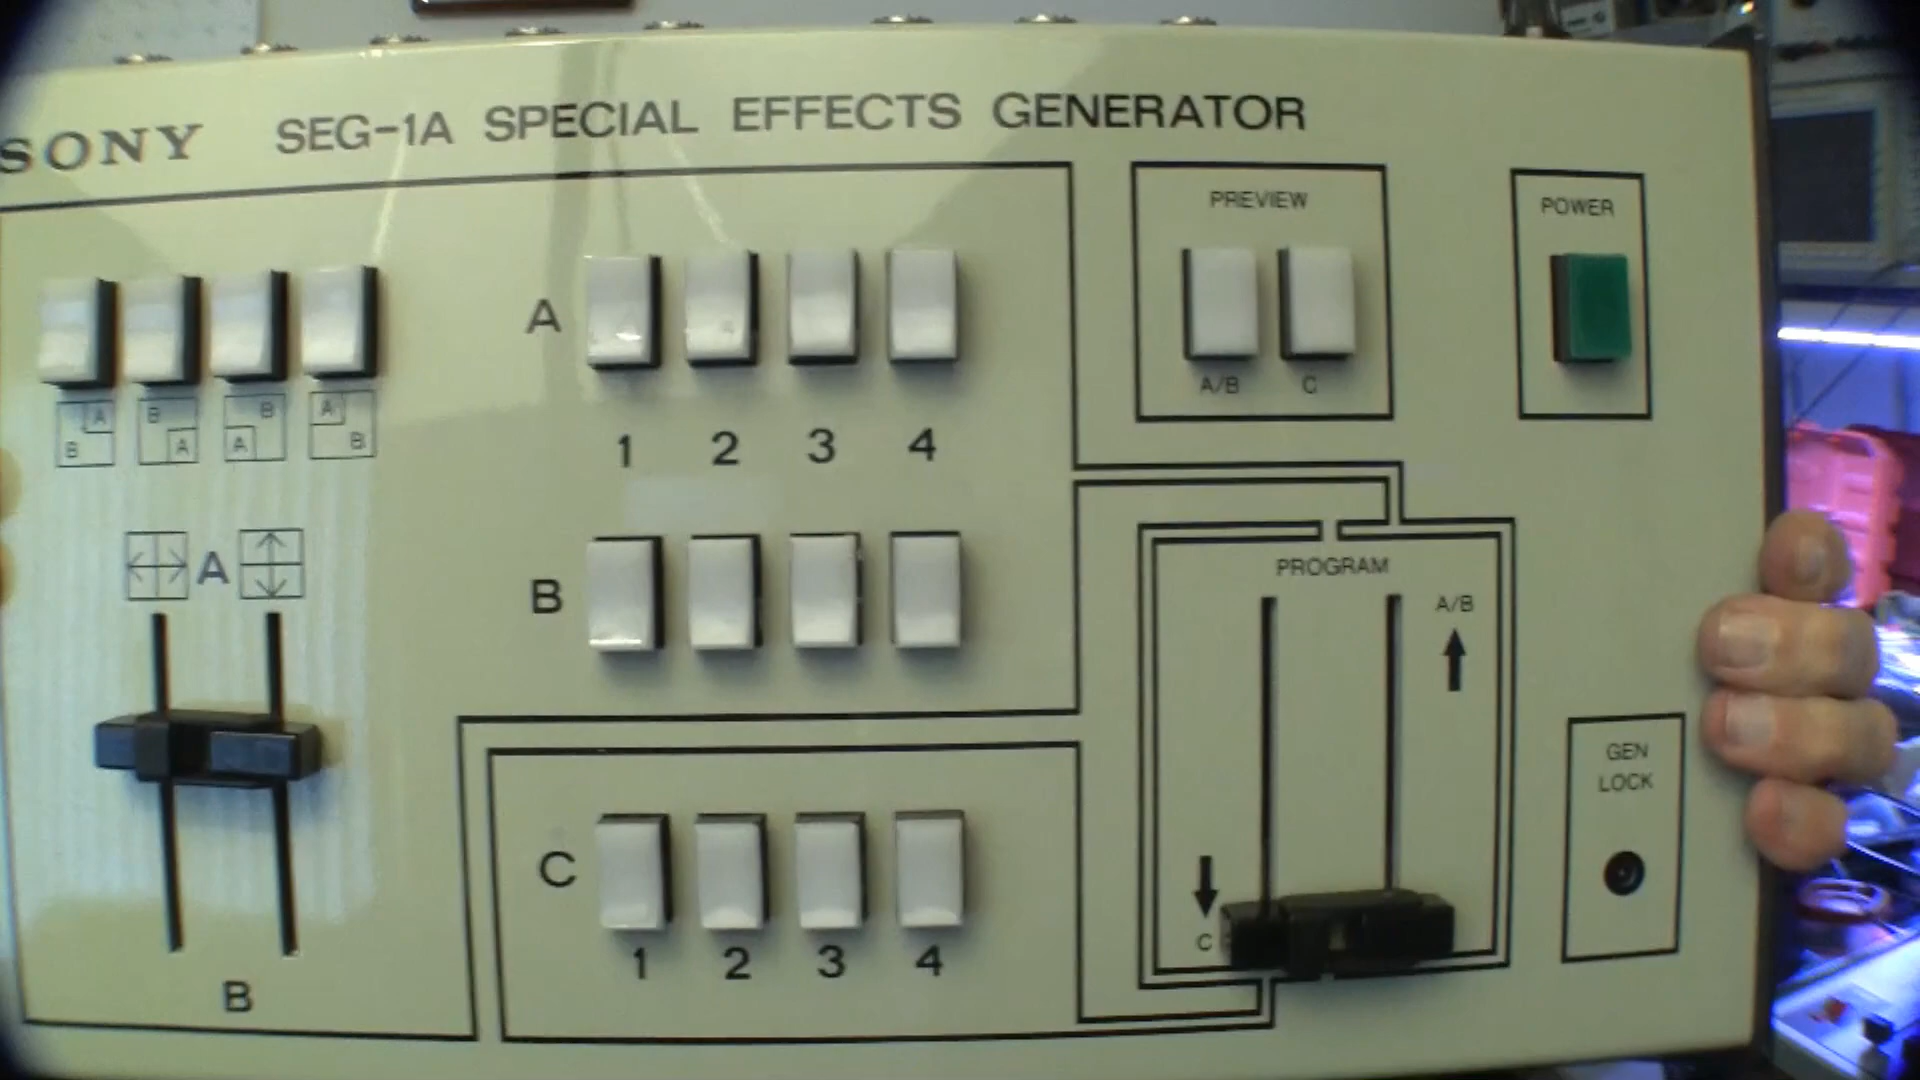 SONY SEG-1A SPECIAL EFFECTS GENERATOR
PREVIEW
POWER
A
A/B C
A B
B A
B A
A B
1 2 3 4
A
B
PROGRAM
A/B
GEN
LOCK
C
C
1 2 3 4
B